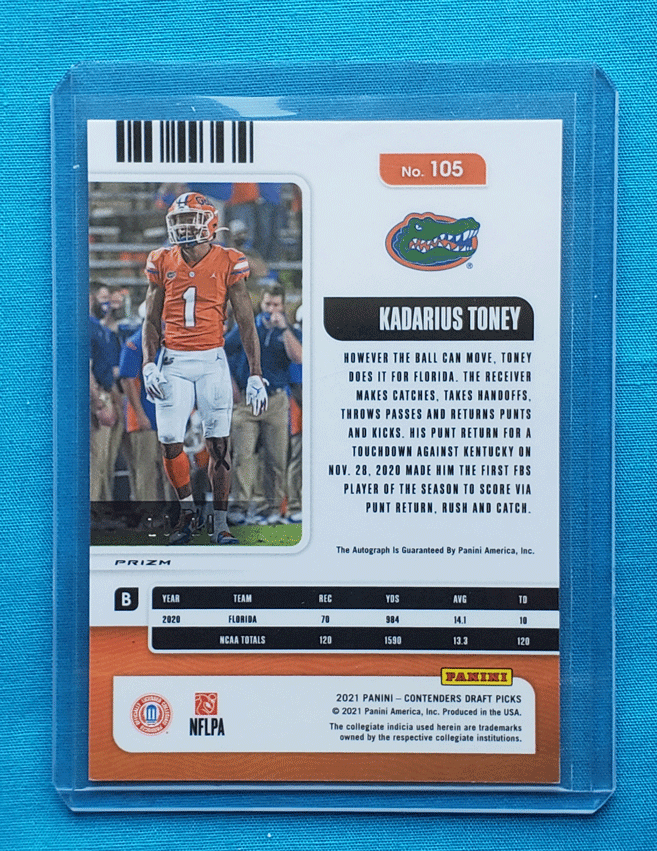 No. 105
1
KADARIUS TONEY
HOWEVER THE BALL CAN MOVE, TONEY
DOES IT FOR FLORIDA. THE RECEIVER
MAKES CATCHES, TAKES HANDOFFS,
THROWS PASSES AND RETURNS PUNTS
AND KICKS. HIS PUNT RETURN FOR A
TOUCHDOWN AGAINST KENTUCKY ON
NOV. 28, 2020 MADE HIM THE FIRST FBS
PLAYER OF THE SEASON TO SCORE VIA
PUNT RETURN, RUSH AND CATCH.
The Autograph Is Guaranteed By Panini America, Inc.
PRIZM
B
YEAR TEAM REC YDS AVG TD
2020 FLORIDA 70 984 14.1 10
NCAA TOTALS 120 1590 13.3 120
PANINI
NFLPA
2021 PANINI – CONTENDERS DRAFT PICKS
© 2021 Panini America, Inc. Produced in the USA.
The collegiate indicia used herein are trademarks
owned by the respective collegiate institutions.